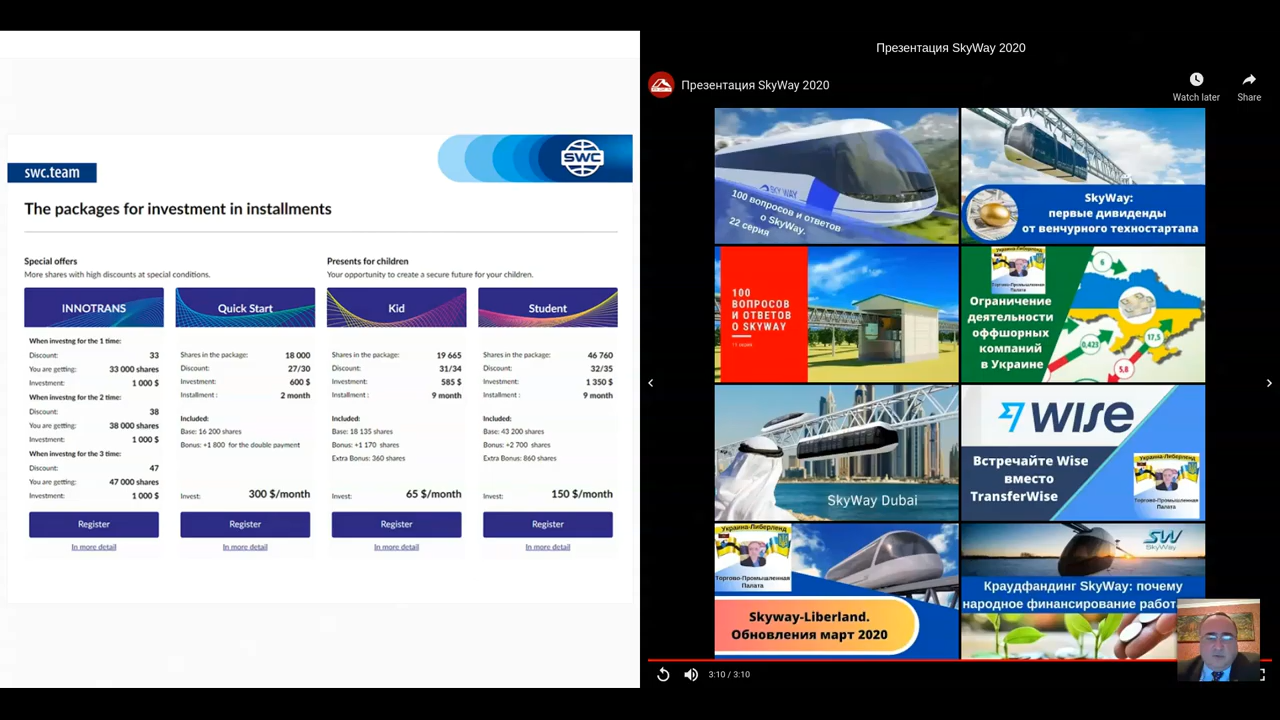 swc.team
SWC
The packages for investment in installments
Special offers
More shares with high discounts at special conditions.
Presents for children
Your opportunity to create a secure future for your children.
INNOTRANS
When investng for the 1 time:
Discount: 33
You are getting: 33 000 shares
Investment: 1 000 $
When investng for the 2 time:
Discount: 38
You are getting: 38 000 shares
Investment: 1 000 $
When investng for the 3 time:
Discount: 47
You are getting: 47 000 shares
Investment: 1 000 $
Register
In more detail
Quick Start
Shares in the package: 18 000
Discount: 27/30
Investment: 600 $
Installment : 2 month
Included:
Base: 16 200 shares
Bonus: +1 800 for the double payment
Invest: 300 $/month
Register
In more detail
Kid
Shares in the package: 19 665
Discount: 31/34
Investment: 585 $
Installment : 9 month
Included:
Base: 18 135 shares
Bonus: +1 170 shares
Extra Bonus: 360 shares
Invest: 65 $/month
Register
In more detail
Student
Shares in the package: 46 760
Discount: 32/35
Investment: 1 350 $
Installment : 9 month
Included:
Base: 43 200 shares
Bonus: +2 700 shares
Extra Bonus: 860 shares
Invest: 150 $/month
Register
In more detail
Презентация SkyWay 2020
Презентация SkyWay 2020
Watch later
Share
SKY WAY
100 вопросов и ответов
о SkyWay.
22 серия
SkyWay:
первые дивиденды
от венчурного техностартапа
100
ВОПРОСОВ
И ОТВЕТОВ
О SKYWAY
Украина-Либерленд
Торгово-Промышленная
Палата
Ограничение
деятельности
оффшорных
компаний
в Украине
6
0,423
17,5
5,8
SkyWay Dubai
WISE
Встречайте Wise
вместо
TransferWise
Украина-Либерленд
Торгово-Промышленная
Палата
Украина-Либерленд
Торгово-Промышленная
Палата
Skyway-Liberland.
Обновления март 2020
SW
SkyWay
Краудфандинг SkyWay: почему
народное финансирование работ
3:10 / 3:10